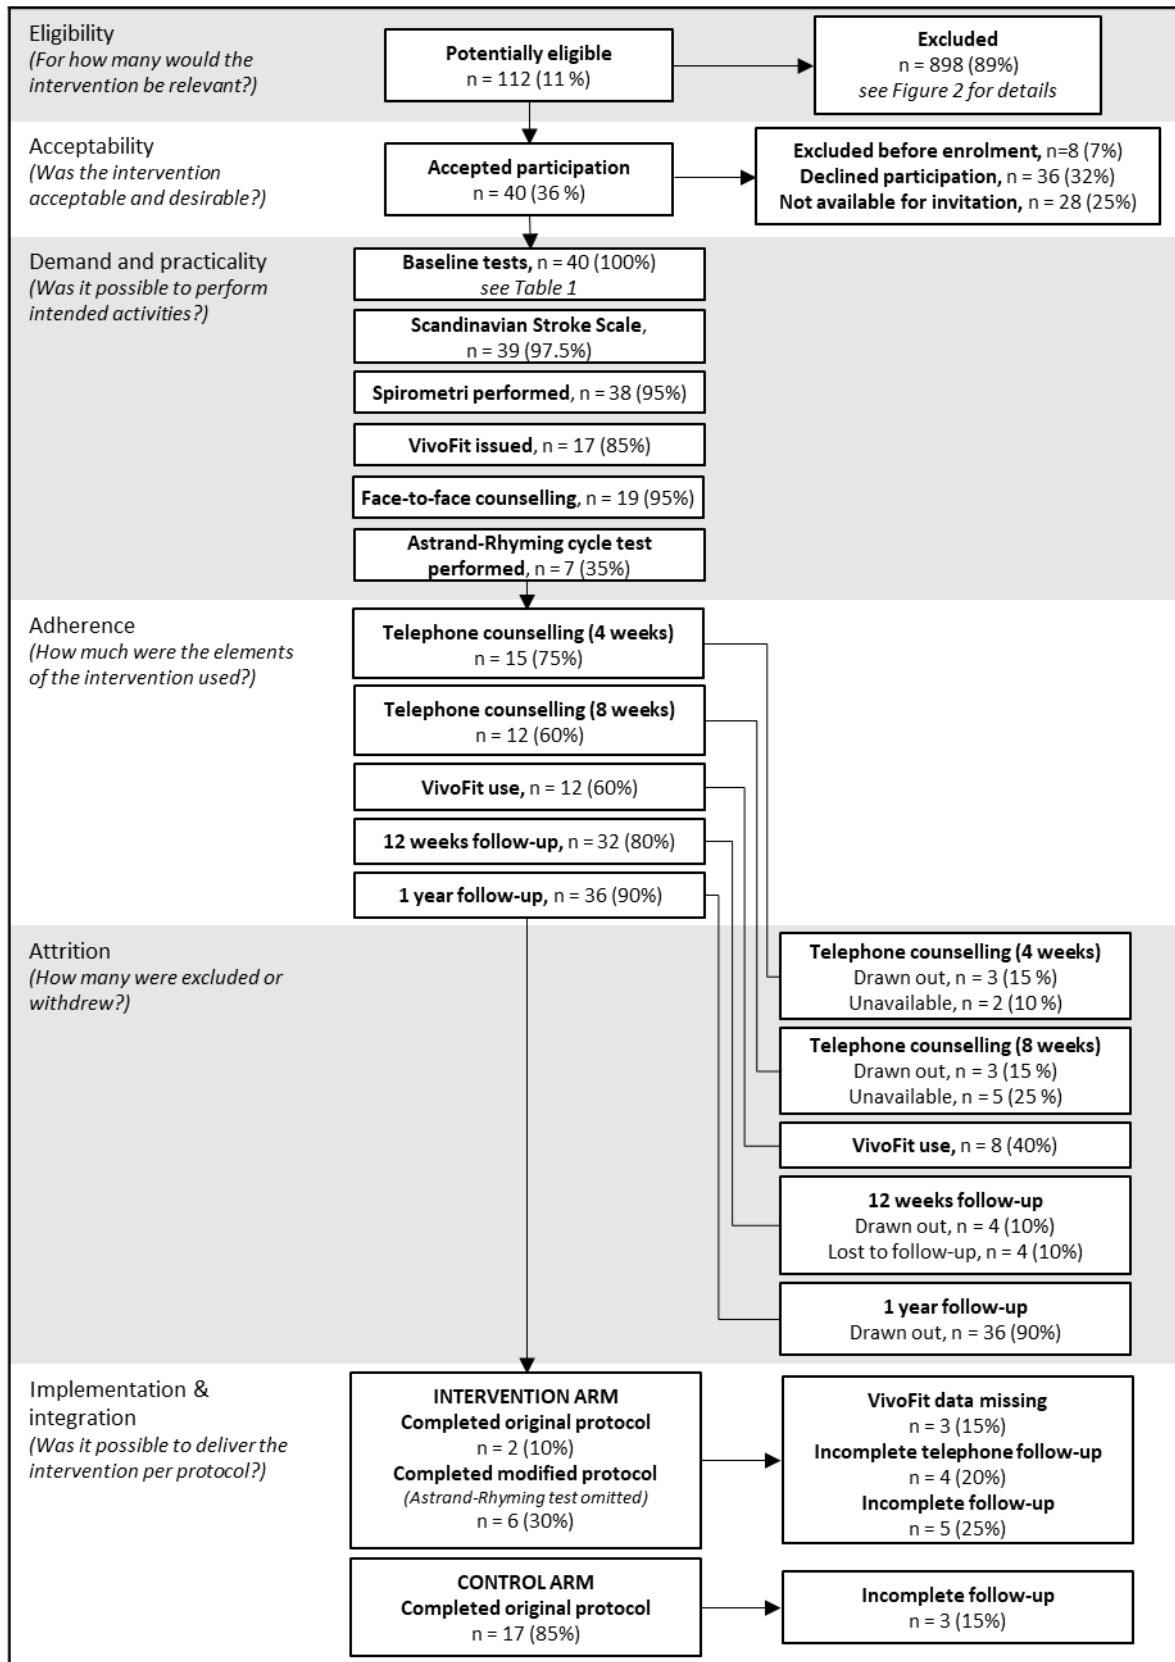 Eligibility
(For how many would the
intervention be relevant?)
Potentially eligible
n = 112 (11 %)
Excluded
n = 898 (89%)
see Figure 2 for details
Acceptability
(Was the intervention
acceptable and desirable?)
Accepted participation
n = 40 (36 %)
Excluded before enrolment, n=8 (7%)
Declined participation, n = 36 (32%)
Not available for invitation, n = 28 (25%)
Demand and practicality
(Was it possible to perform
intended activities?)
Baseline tests, n = 40 (100%)
see Table 1
Scandinavian Stroke Scale,
n = 39 (97.5%)
Spirometri performed, n = 38 (95%)
VivoFit issued, n = 17 (85%)
Face-to-face counselling, n = 19 (95%)
Astrand-Rhyming cycle test
performed, n = 7 (35%)
Adherence
(How much were the elements
of the intervention used?)
Telephone counselling (4 weeks)
n = 15 (75%)
Telephone counselling (8 weeks)
n = 12 (60%)
VivoFit use, n = 12 (60%)
12 weeks follow-up, n = 32 (80%)
1 year follow-up, n = 36 (90%)
Attrition
(How many were excluded or
withdrew?)
Telephone counselling (4 weeks)
Drawn out, n = 3 (15 %)
Unavailable, n = 2 (10 %)
Telephone counselling (8 weeks)
Drawn out, n = 3 (15 %)
Unavailable, n = 5 (25 %)
VivoFit use, n = 8 (40%)
12 weeks follow-up
Drawn out, n = 4 (10%)
Lost to follow-up, n = 4 (10%)
1 year follow-up
Drawn out, n = 36 (90%)
Implementation &
integration
(Was it possible to deliver the
intervention per protocol?)
INTERVENTION ARM
Completed original protocol
n = 2 (10%)
Completed modified protocol
(Astrand-Rhyming test omitted)
n = 6 (30%)
VivoFit data missing
n = 3 (15%)
Incomplete telephone follow-up
n = 4 (20%)
Incomplete follow-up
n = 5 (25%)
CONTROL ARM
Completed original protocol
n = 17 (85%)
Incomplete follow-up
n = 3 (15%)